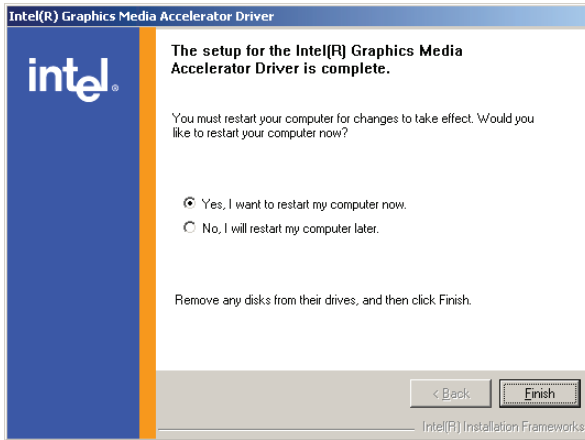 Intel(R) Graphics Media Accelerator Driver
intel®
The setup for the Intel(R) Graphics Media
Accelerator Driver is complete.
You must restart your computer for changes to take effect. Would you
like to restart your computer now?
Yes, I want to restart my computer now.
No, I will restart my computer later.
Remove any disks from their drives, and then click Finish.
< Back
Finish
Intel(R) Installation Frameworks